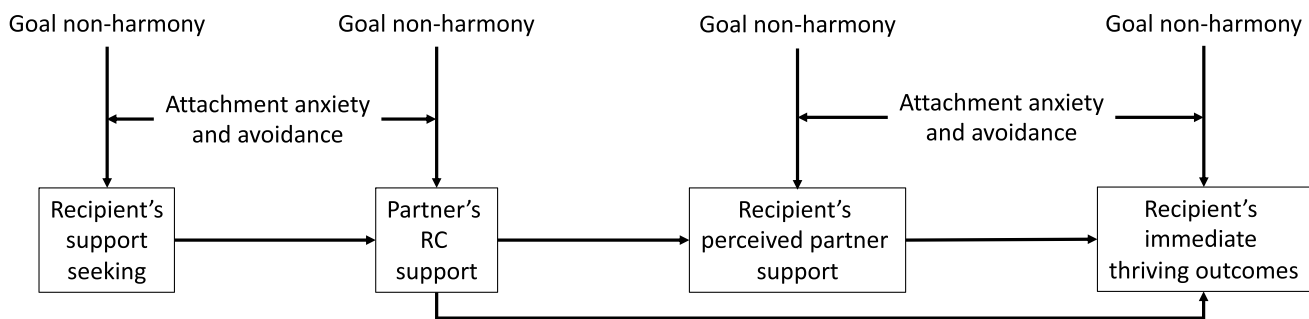 Goal non-harmony
Goal non-harmony
Goal non-harmony
Goal non-harmony
Attachment anxiety
and avoidance
Attachment anxiety
and avoidance
Recipient’s
support
seeking
Partner’s
RC
support
Recipient’s
perceived partner
support
Recipient’s
immediate
thriving outcomes